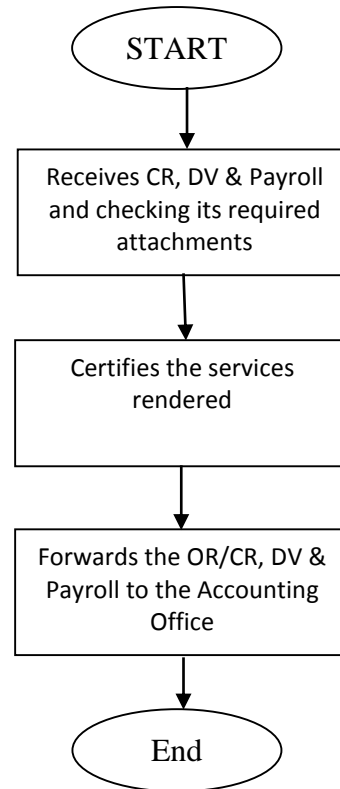 START
Receives CR, DV & Payroll
and checking its required
attachments
Certifies the services
rendered
Forwards the OR/CR, DV &
Payroll to the Accounting
Office
End